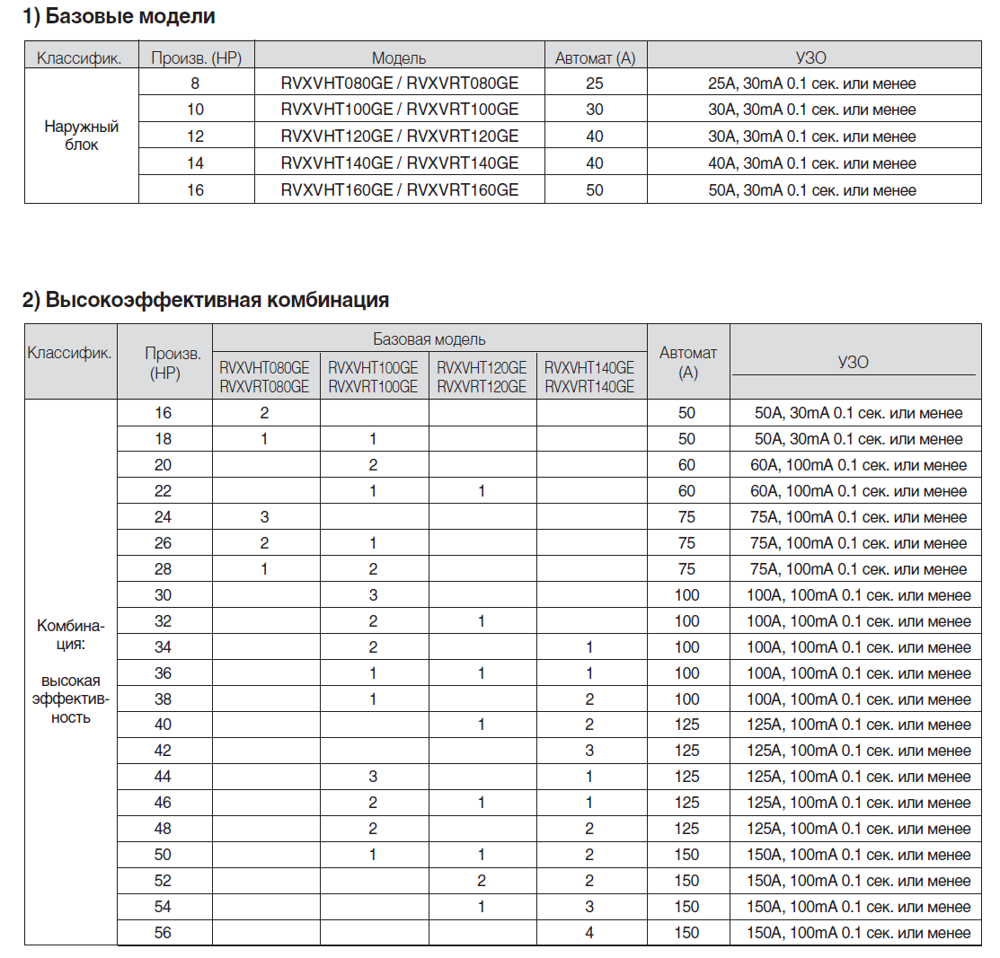 1) Базовые модели
Классифик. Произв. (HP) Модель Автомат (А) УЗО
8 RVXVHT080GE / RVXVRT080GE 25 25A, 30mA 0.1 сек. или менее
10 RVXVHT100GE / RVXVRT100GE 30 30A, 30mA 0.1 сек. или менее
Наружный
блок
12 RVXVHT120GE / RVXVRT120GE 40 30A, 30mA 0.1 сек. или менее
14 RVXVHT140GE / RVXVRT140GE 40 40A, 30mA 0.1 сек. или менее
16 RVXVHT160GE / RVXVRT160GE 50 50A, 30mA 0.1 сек. или менее
2) Высокоэффективная комбинация
Классифик. Произв. (HP) Базовая модель Автомат (А) УЗО
RVXVHT080GE RVXVHT100GE RVXVHT120GE RVXVHT140GE
RVXVRT080GE RVXVRT100GE RVXVRT120GE RVXVRT140GE
16 2 50 50A, 30mA 0.1 сек. или менее
18 1 1 50 50A, 30mA 0.1 сек. или менее
20 2 60 60A, 100mA 0.1 сек. или менее
22 1 1 60 60A, 100mA 0.1 сек. или менее
24 3 75 75A, 100mA 0.1 сек. или менее
26 2 1 75 75A, 100mA 0.1 сек. или менее
28 1 2 75 75A, 100mA 0.1 сек. или менее
30 3 100 100A, 100mA 0.1 сек. или менее
32 2 1 100 100A, 100mA 0.1 сек. или менее
34 2 1 100 100A, 100mA 0.1 сек. или менее
Комбина-
ция:
высокая
эффектив-
ность
36 1 1 1 100 100A, 100mA 0.1 сек. или менее
38 1 2 100 100A, 100mA 0.1 сек. или менее
40 1 2 125 125A, 100mA 0.1 сек. или менее
42 3 125 125A, 100mA 0.1 сек. или менее
44 3 1 125 125A, 100mA 0.1 сек. или менее
46 2 1 1 125 125A, 100mA 0.1 сек. или менее
48 2 2 125 125A, 100mA 0.1 сек. или менее
50 1 1 2 150 150A, 100mA 0.1 сек. или менее
52 2 2 150 150A, 100mA 0.1 сек. или менее
54 1 3 150 150A, 100mA 0.1 сек. или менее
56 4 150 150A, 100mA 0.1 сек. или менее